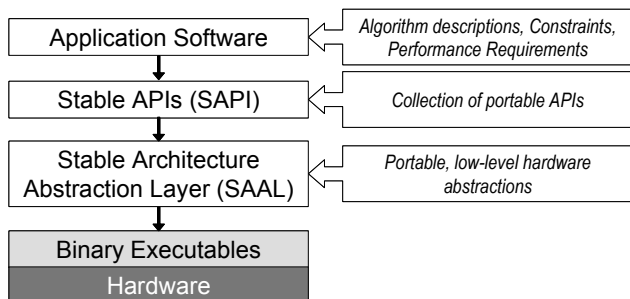 Application Software
Algorithm descriptions, Constraints,
Performance Requirements
Stable APIs (SAPI)
Collection of portable APIs
Stable Architecture
Abstraction Layer (SAAL)
Portable, low-level hardware
abstractions
Binary Executables
Hardware